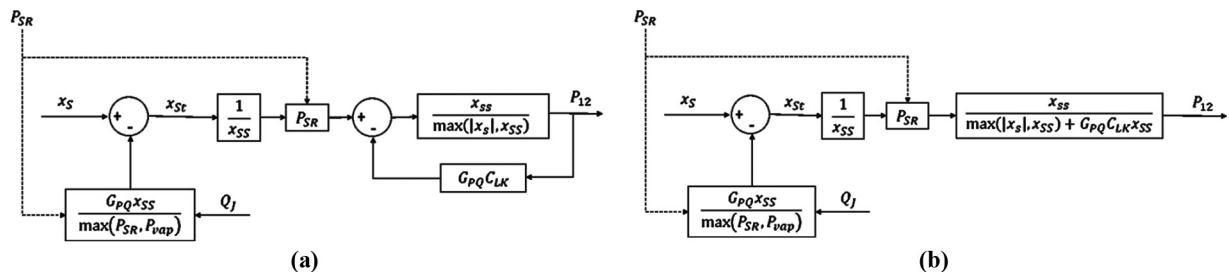 P_SR
x_S
+
-
x_St
1
x_SS
P_SR
+
-
x_ss
max(|x_s|, x_SS)
P_12
G_PQ C_LK
G_PQ x_SS
max(P_SR, P_vap)
Q_J
(a)
P_SR
x_S
+
-
x_St
1
x_SS
P_SR
x_ss
max(|x_s|, x_SS) + G_PQ C_LK x_SS
P_12
G_PQ x_SS
max(P_SR, P_vap)
Q_J
(b)